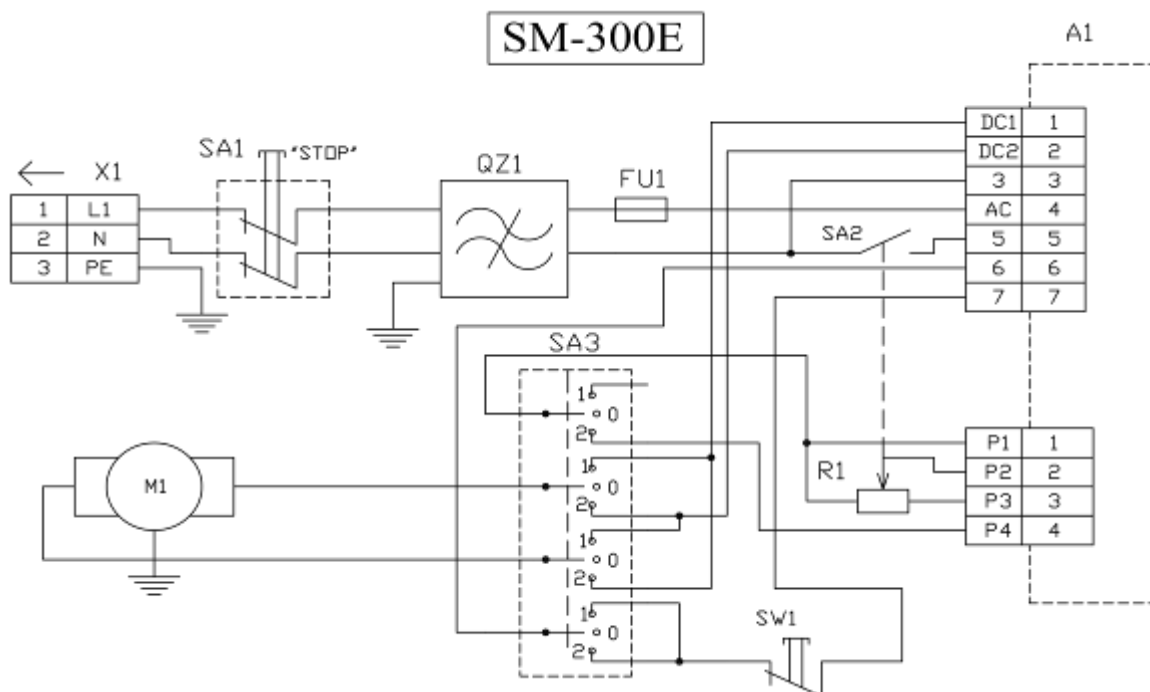 SM-300E
A1
SA1 "STOP"
X1
QZ1
FU1
1 L1
2 N
3 PE
DC1 1
DC2 2
3 3
AC 4
5 5
6 6
7 7
SA2
SA3
1
0
2
1
0
2
1
0
2
1
0
2
M1
R1
P1 1
P2 2
P3 3
P4 4
SW1